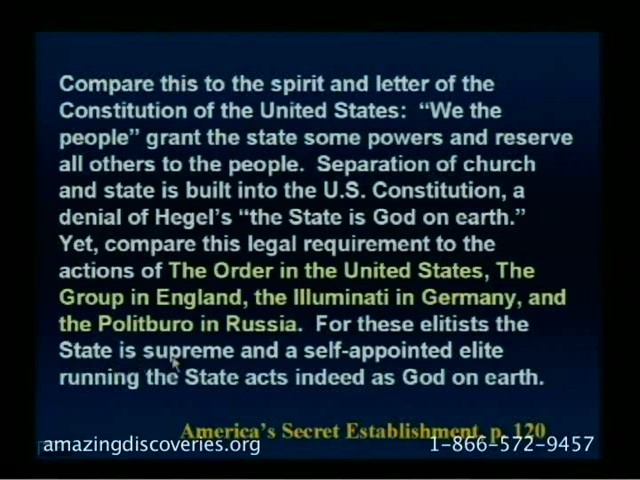 Compare this to the spirit and letter of the
Constitution of the United States:  “We the
people” grant the state some powers and reserve
all others to the people.  Separation of church
and state is built into the U.S. Constitution, a
denial of Hegel’s “the State is God on earth.”
Yet, compare this legal requirement to the
actions of The Order in the United States, The
Group in England, the Illuminati in Germany, and
the Politburo in Russia.  For these elitists the
State is supreme and a self-appointed elite
running the State acts indeed as God on earth.
America’s Secret Establishment, p. 120
amazingdiscoveries.org 1-866-572-9457